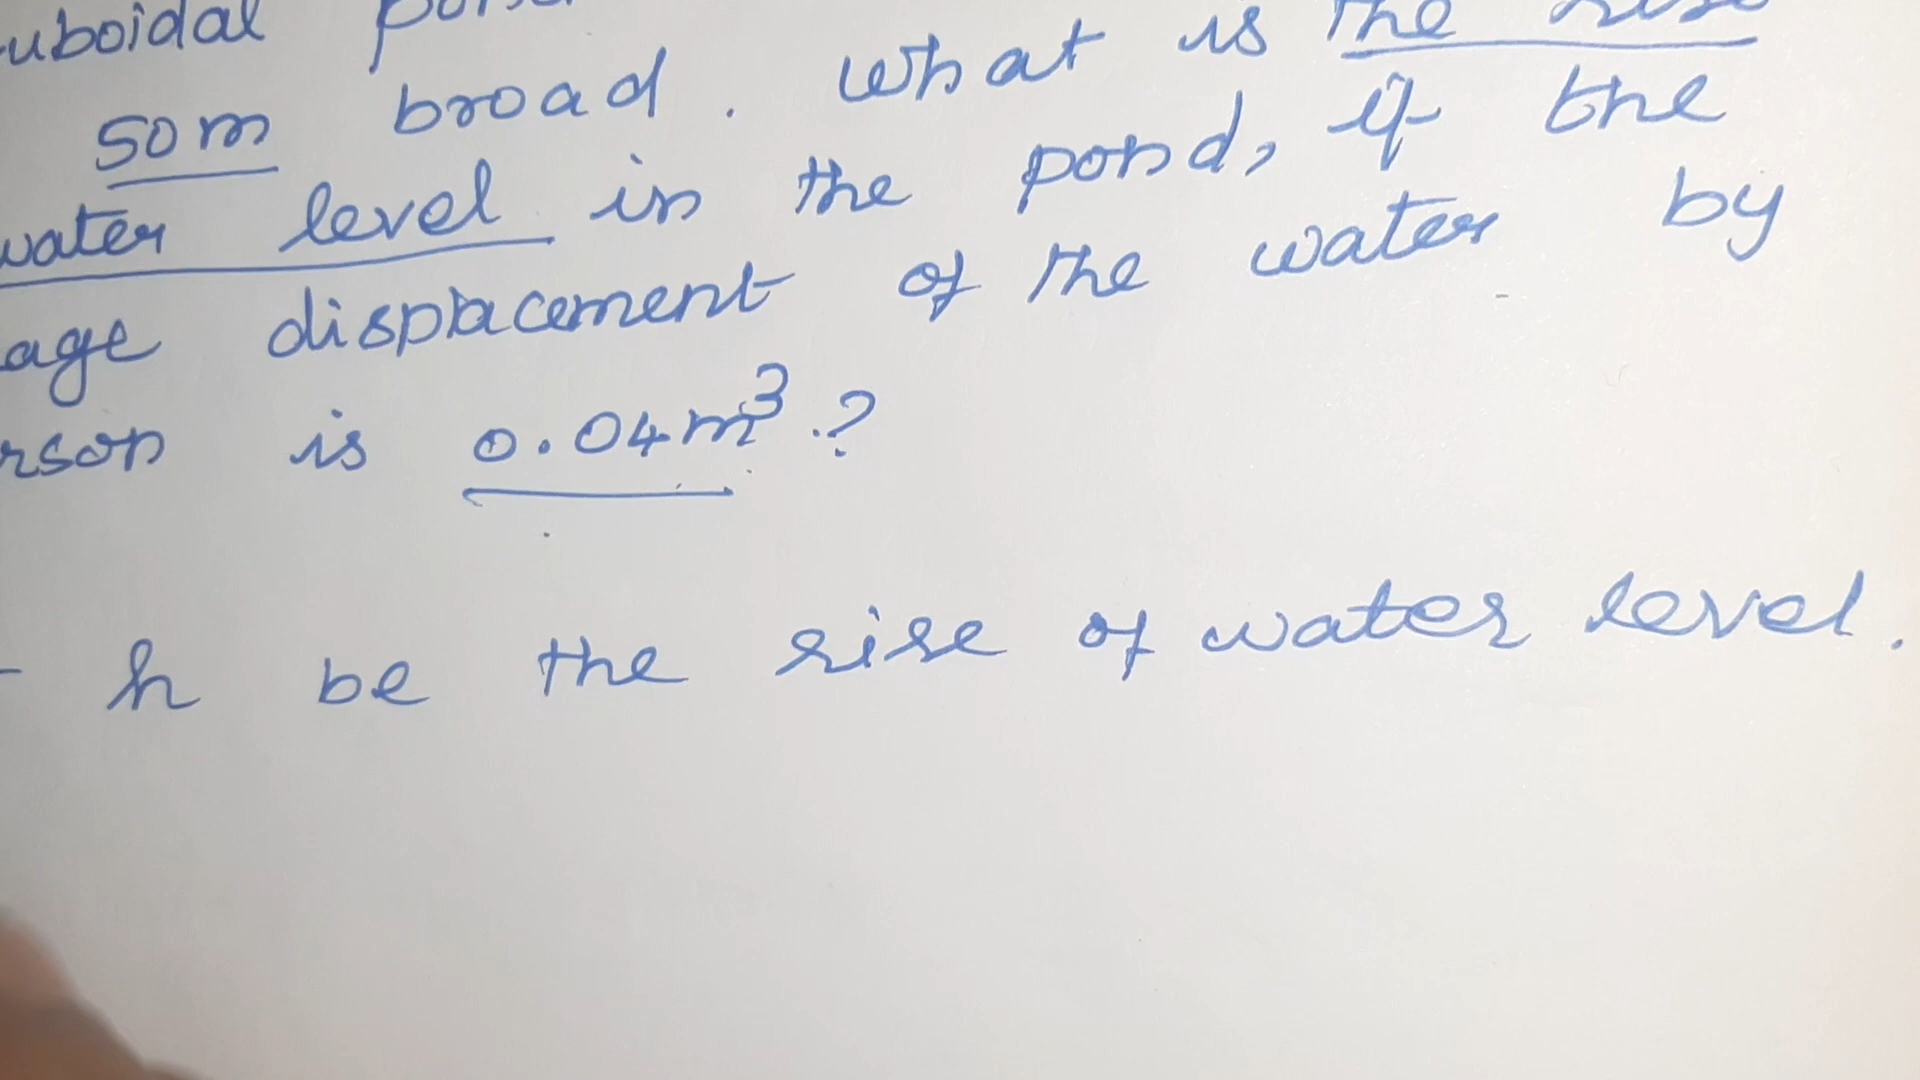 uboidal
50m broad. What is the
water level in the pond, if the
age displacement of the water by
rson is 0.04m³.?
h be the rise of water level.